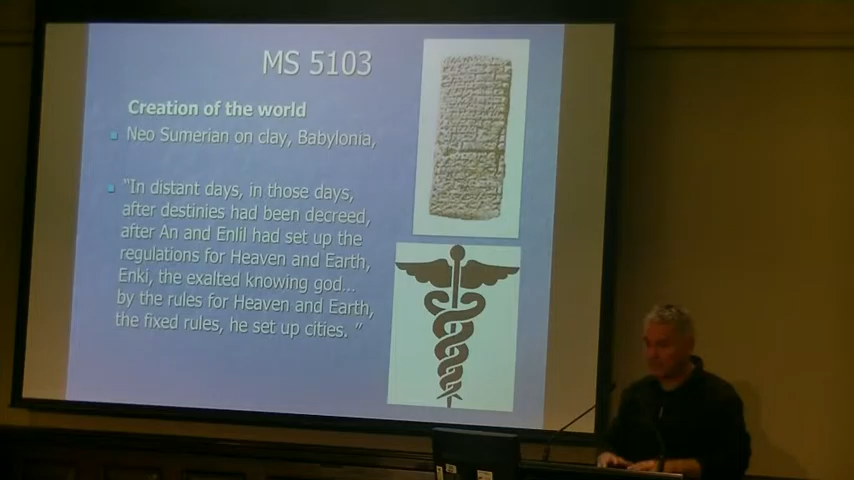 MS 5103
Creation of the world
Neo Sumerian on clay, Babylonia,
“In distant days, in those days,
after destinies had been decreed,
after An and Enlil had set up the
regulations for Heaven and Earth,
Enki, the exalted knowing god...
by the rules for Heaven and Earth,
the fixed rules, he set up cities. ”